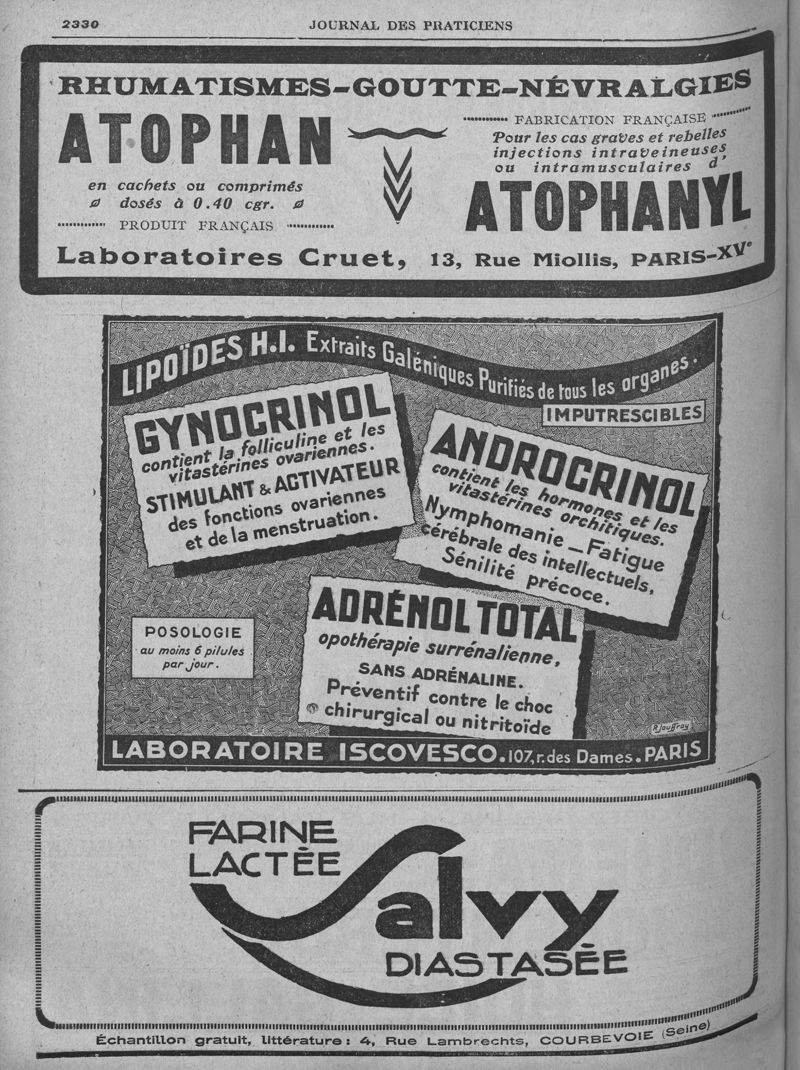 2330
JOURNAL DES PRATICIENS
RHUMATISMES-GOUTTE-NÉVRALGIES
ATOPHAN
en cachets ou comprimés
dosés à 0.40 cgr.
PRODUIT FRANÇAIS
FABRICATION FRANÇAISE
Pour les cas graves et rebelles
injections intraveineuses
ou intramusculaires d'
ATOPHANYL
Laboratoires Cruet, 13, Rue Miollis, PARIS-XVe
LIPOÏDES H.I. Extraits Galéniques Purifiés de tous les organes.
IMPUTRESCIBLES
GYNOCRINOL
contient la folliculine et les
vitastérines ovariennes.
STIMULANT & ACTIVATEUR
des fonctions ovariennes
et de la menstruation.
ANDROCRINOL
contient les hormones et les
vitastérines orchitiques.
Nymphomanie _ Fatigue
cérébrale des intellectuels,
Sénilité précoce.
ADRÉNOL TOTAL
opothérapie surrénalienne,
SANS ADRÉNALINE.
Préventif contre le choc
chirurgical ou nitritoïde
POSOLOGIE
au moins 6 pilules
par jour.
R. Jouffray
LABORATOIRE ISCOVESCO.107,r.des Dames.PARIS
FARINE
LACTÉE
Salvy
DIASTASÉE
Échantillon gratuit, littérature : 4, Rue Lambrechts, COURBEVOIE (Seine)